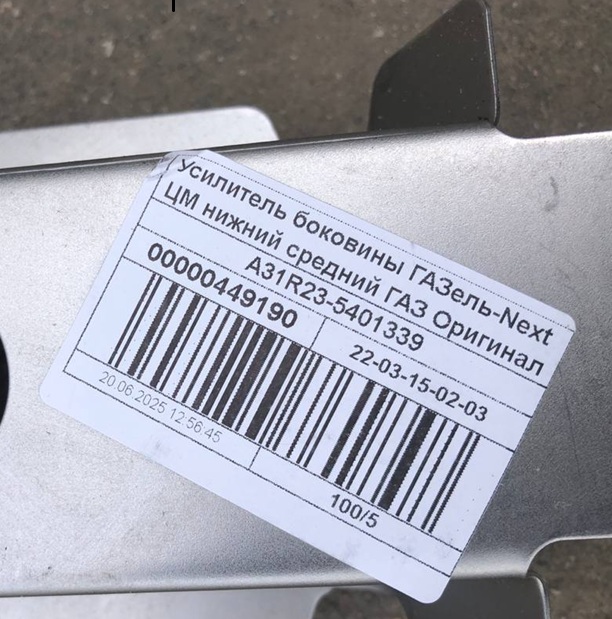 Усилитель боковины ГАЗель-Next
ЦМ нижний средний ГАЗ Оригинал
A31R23-5401339
00000449190
22-03-15-02-03
20.06.2025 12:56:45
100/5